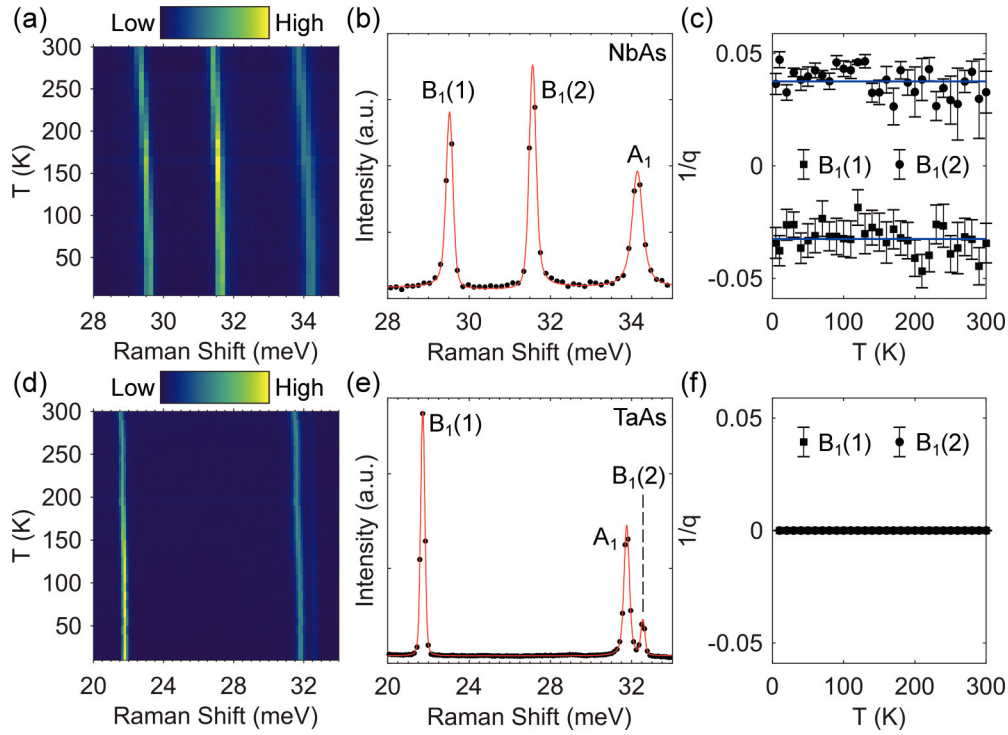 (a)
Low
High
T (K)
300
250
200
150
100
50
28
30
32
34
Raman Shift (meV)
(b)
NbAs
B₁(1)
B₁(2)
A₁
Intensity (a.u.)
28
30
32
34
Raman Shift (meV)
(c)
1/q
0.05
0
-0.05
B₁(1)
B₁(2)
0
100
200
300
T (K)
(d)
Low
High
T (K)
300
250
200
150
100
50
20
24
28
32
Raman Shift (meV)
(e)
TaAs
B₁(1)
B₁(2)
A₁
Intensity (a.u.)
20
24
28
32
Raman Shift (meV)
(f)
1/q
0.05
0
-0.05
B₁(1)
B₁(2)
0
100
200
300
T (K)